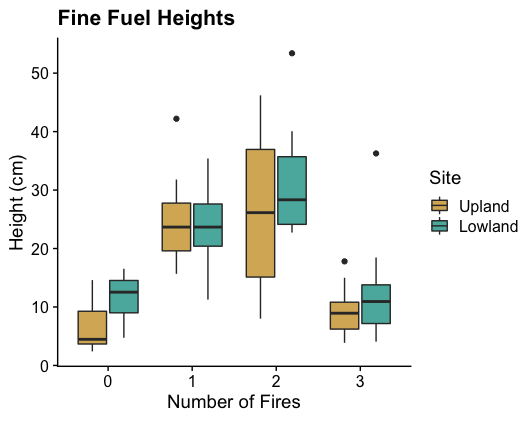 Fine Fuel Heights
Height (cm)
50
40
30
20
10
0
0 1 2 3
Number of Fires
Site
Upland
Lowland